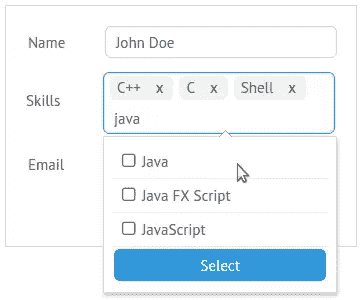 Name John Doe
Skills C++ x C x Shell x
java
Email
Java
Java FX Script
JavaScript
Select